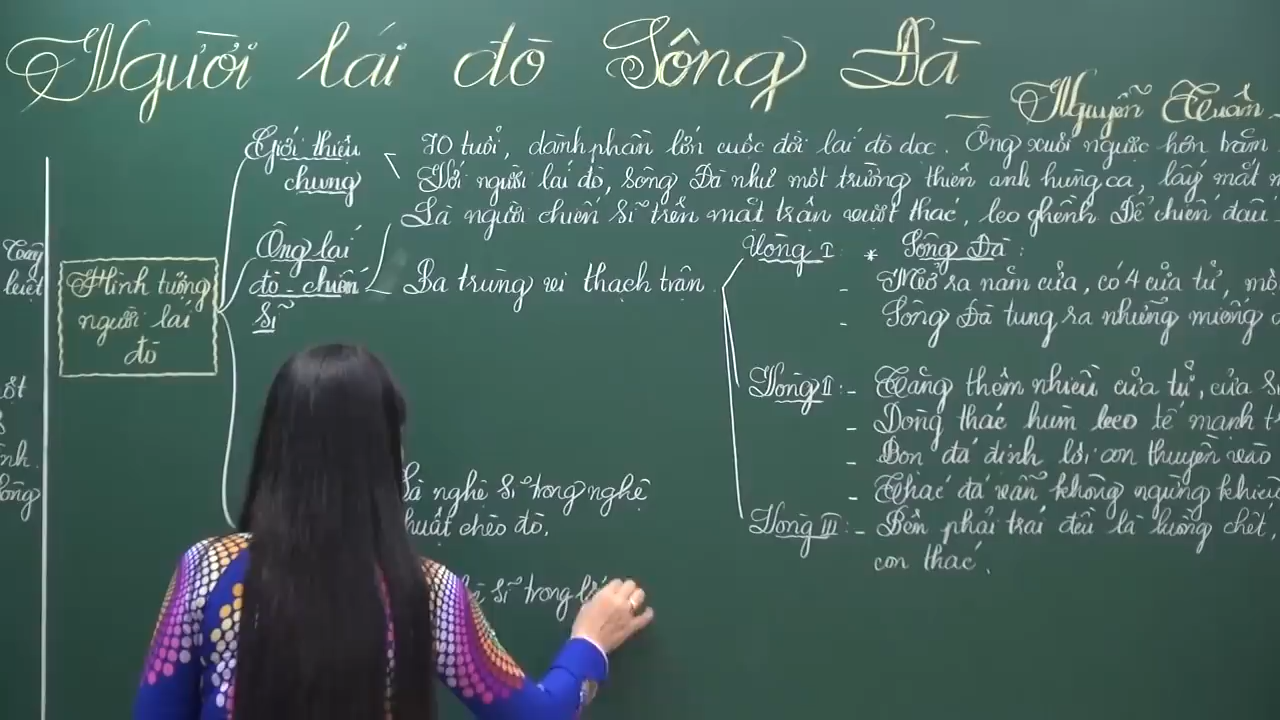 Người lái đò Sông Đà
Nguyễn Tuân
Giới thiệu
chung
70 tuổi, dành phần lớn cuộc đời lái đò dọc. Ông xuôi ngược hơn trăm
Với người lái đò, sông Đà như một trường thiên anh hùng ca, lấy mắt
Ông lái
đò - chiến
sĩ
Là người chiến sĩ trên mặt trận vượt thác, leo ghềnh để chiến đấu
Ba trùng vi thạch trận
Hình tượng
người lái
đò
Vòng I: * Sông Đà:
- Mở ra năm cửa, có 4 cửa tử, một
- Sông Đà tung ra những miếng
Vòng II: - Tăng thêm nhiều cửa tử, cửa
- Dòng thác hùm beo tế mạnh
- Bọn đá định lôi con thuyền vào
- Thác đá vẫn không ngừng khiêu
Vòng III: - Bên phải trái đều là luồng chết,
con thác.
Là nghệ sĩ trong nghệ
thuật chèo đò.
sĩ trong